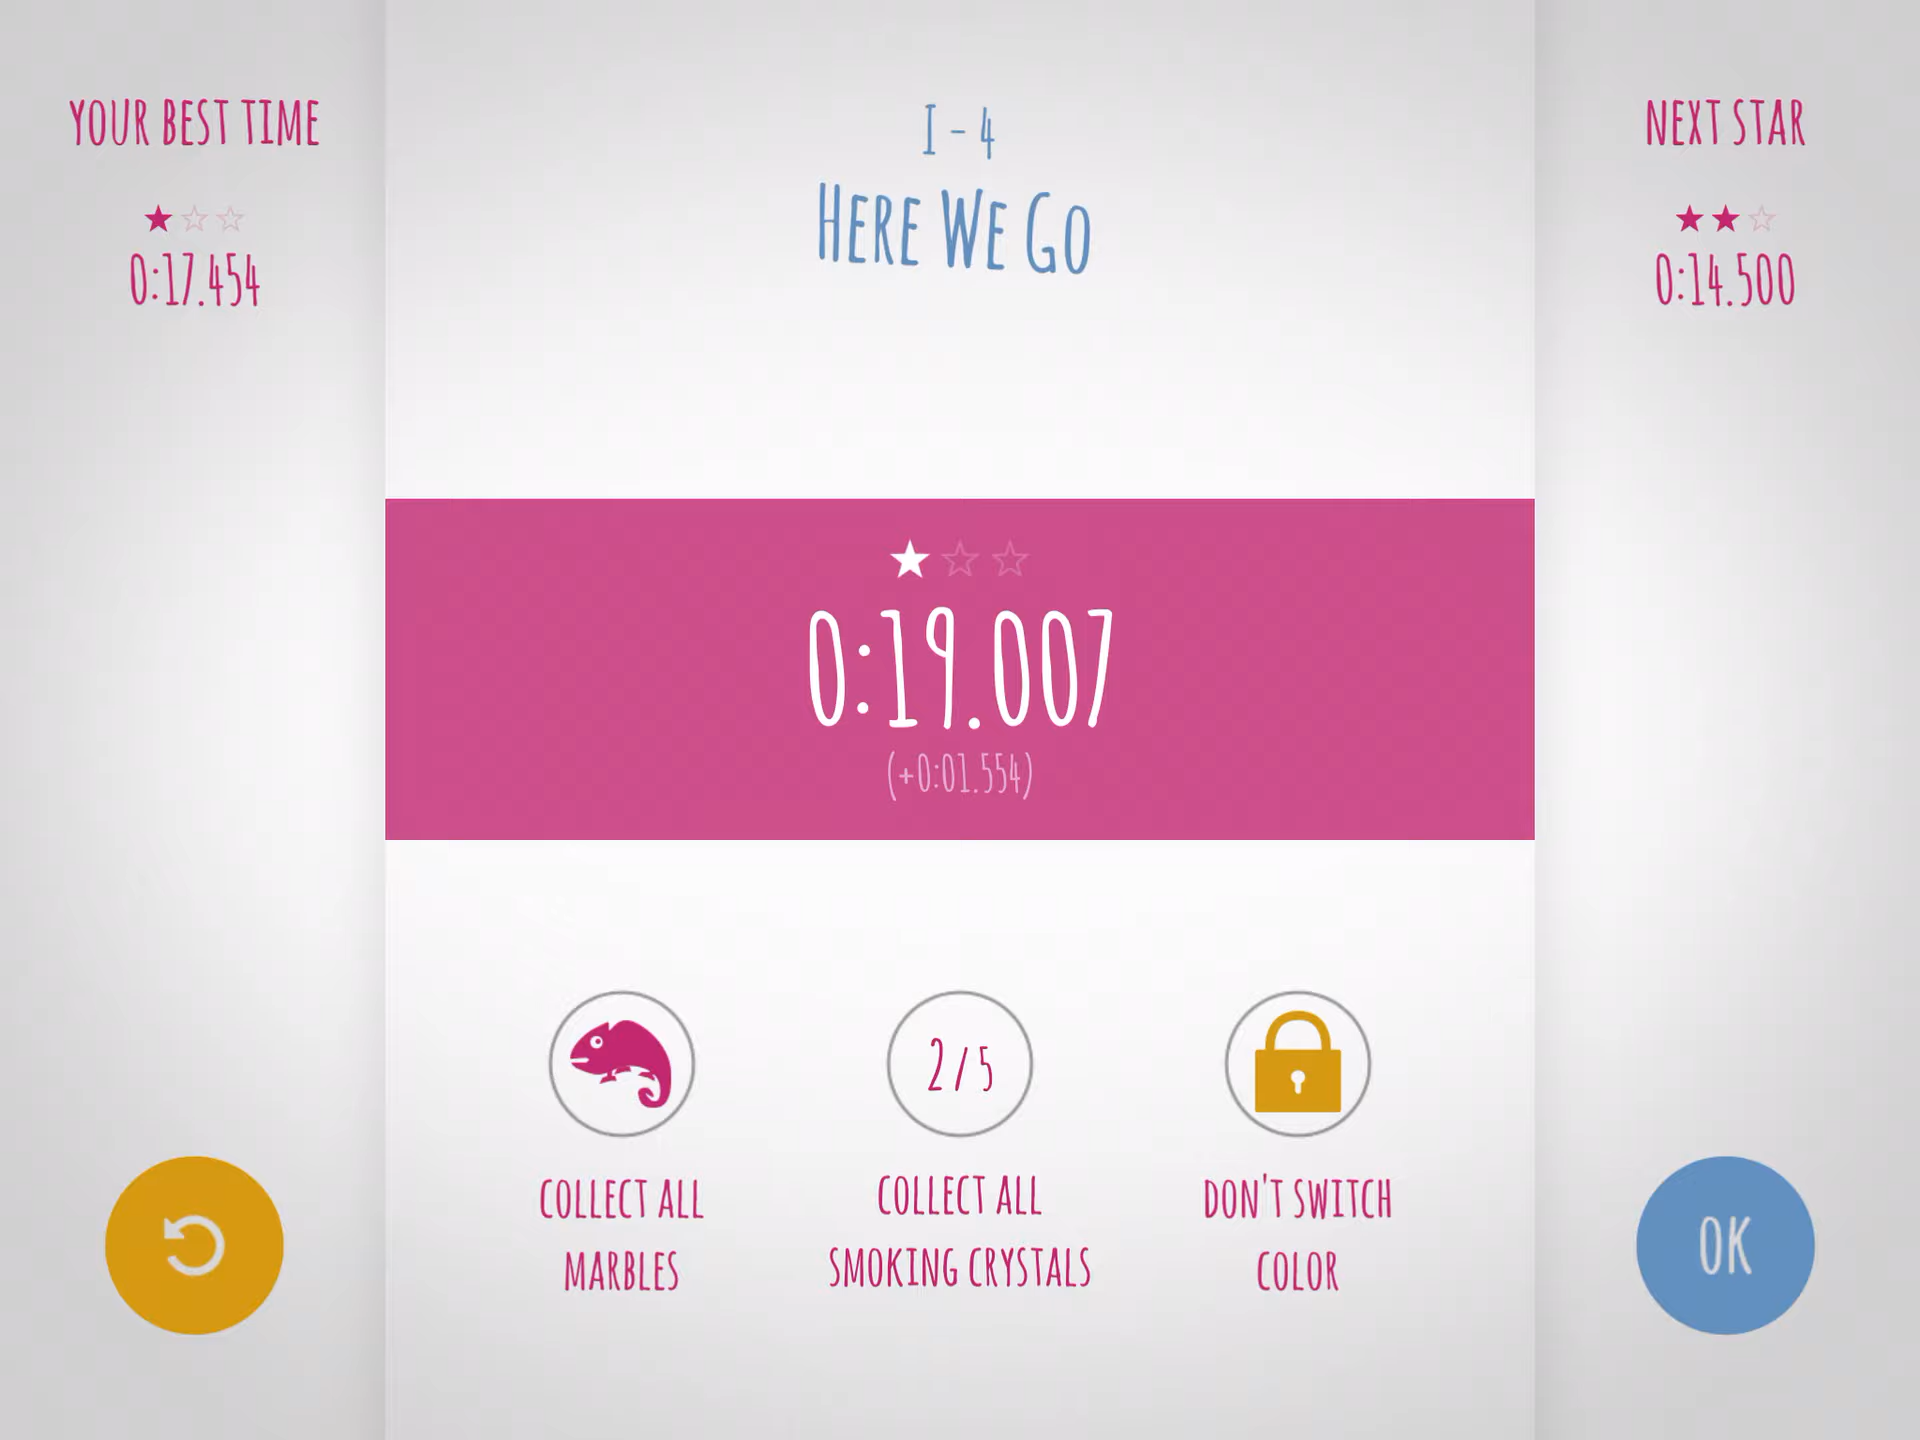 YOUR BEST TIME
0:17.454
I - 4
HERE WE GO
NEXT STAR
0:14.500
0:19.007
(+0:01.554)
2/5
COLLECT ALL
MARBLES
COLLECT ALL
SMOKING CRYSTALS
DON'T SWITCH
COLOR
OK